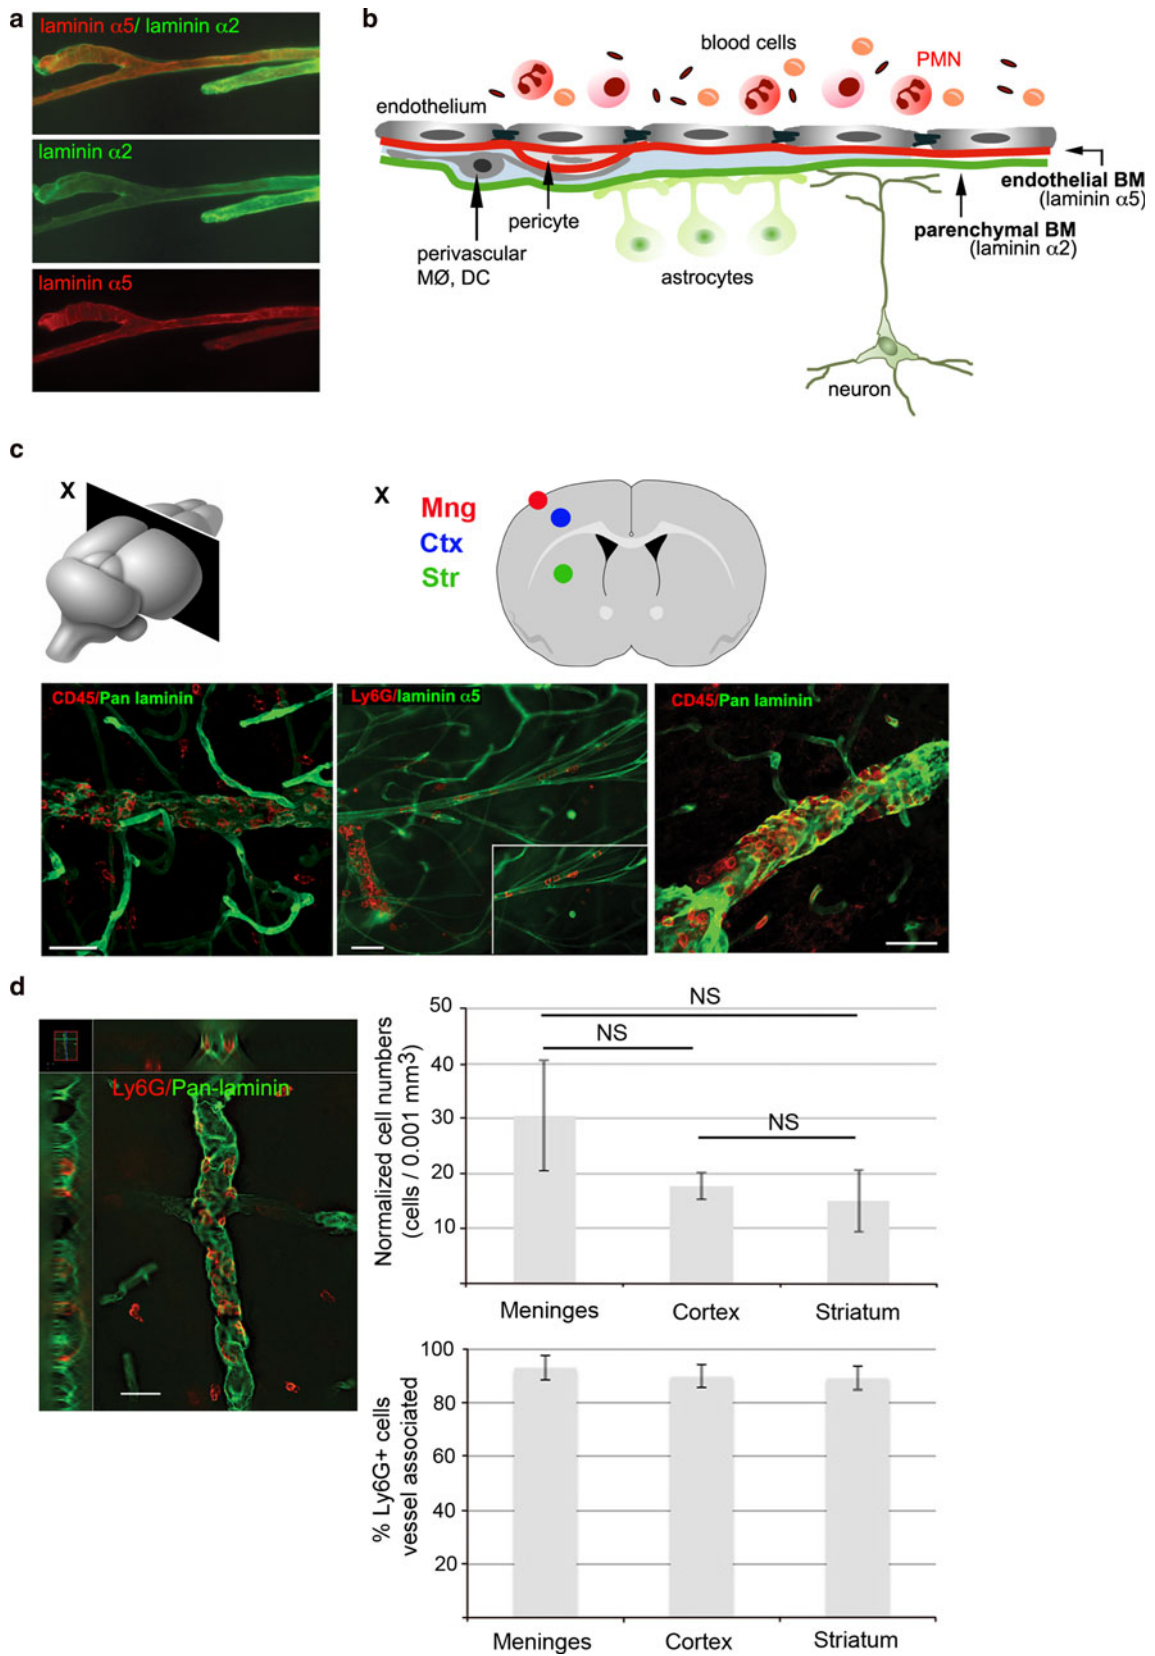 a
laminin α5/ laminin α2
laminin α2
laminin α5
b
blood cells
PMN
endothelium
pericyte
perivascular
MØ, DC
astrocytes
neuron
endothelial BM
(laminin α5)
parenchymal BM
(laminin α2)
c
X
X
Mng
Ctx
Str
CD45/Pan laminin
Ly6G/laminin α5
CD45/Pan laminin
d
Ly6G/Pan-laminin
Normalized cell numbers
(cells / 0.001 mm3)
50
40
30
20
10
NS
NS
NS
Meninges
Cortex
Striatum
% Ly6G+ cells
vessel associated
100
80
60
40
20
Meninges
Cortex
Striatum